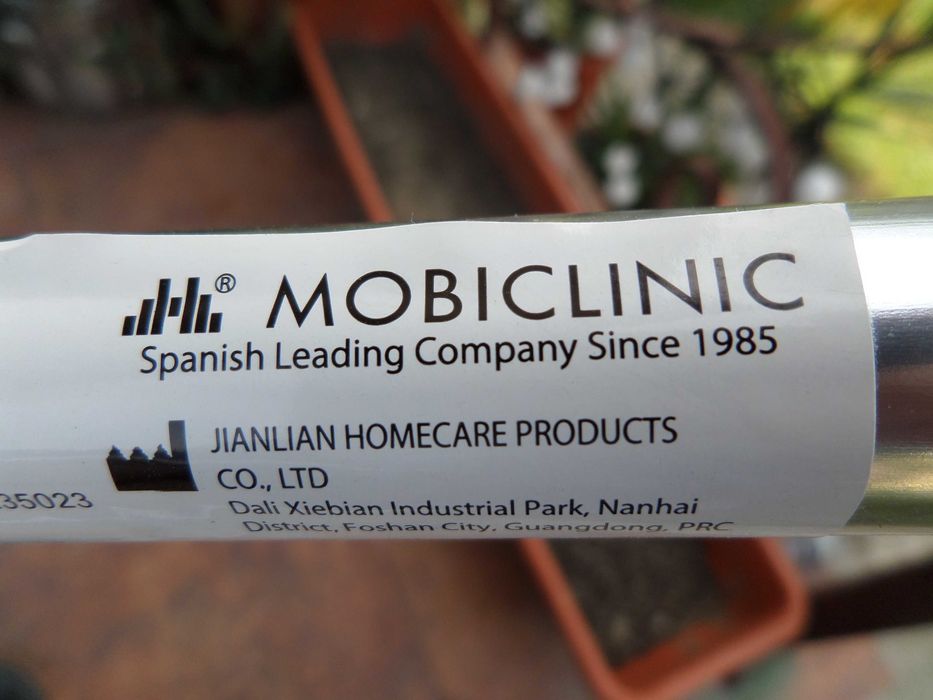 ® MOBICLINIC
Spanish Leading Company Since 1985
JIANLIAN HOMECARE PRODUCTS
CO., LTD
35023
Dali Xiebian Industrial Park, Nanhai
District, Foshan City, Guangdong, PRC